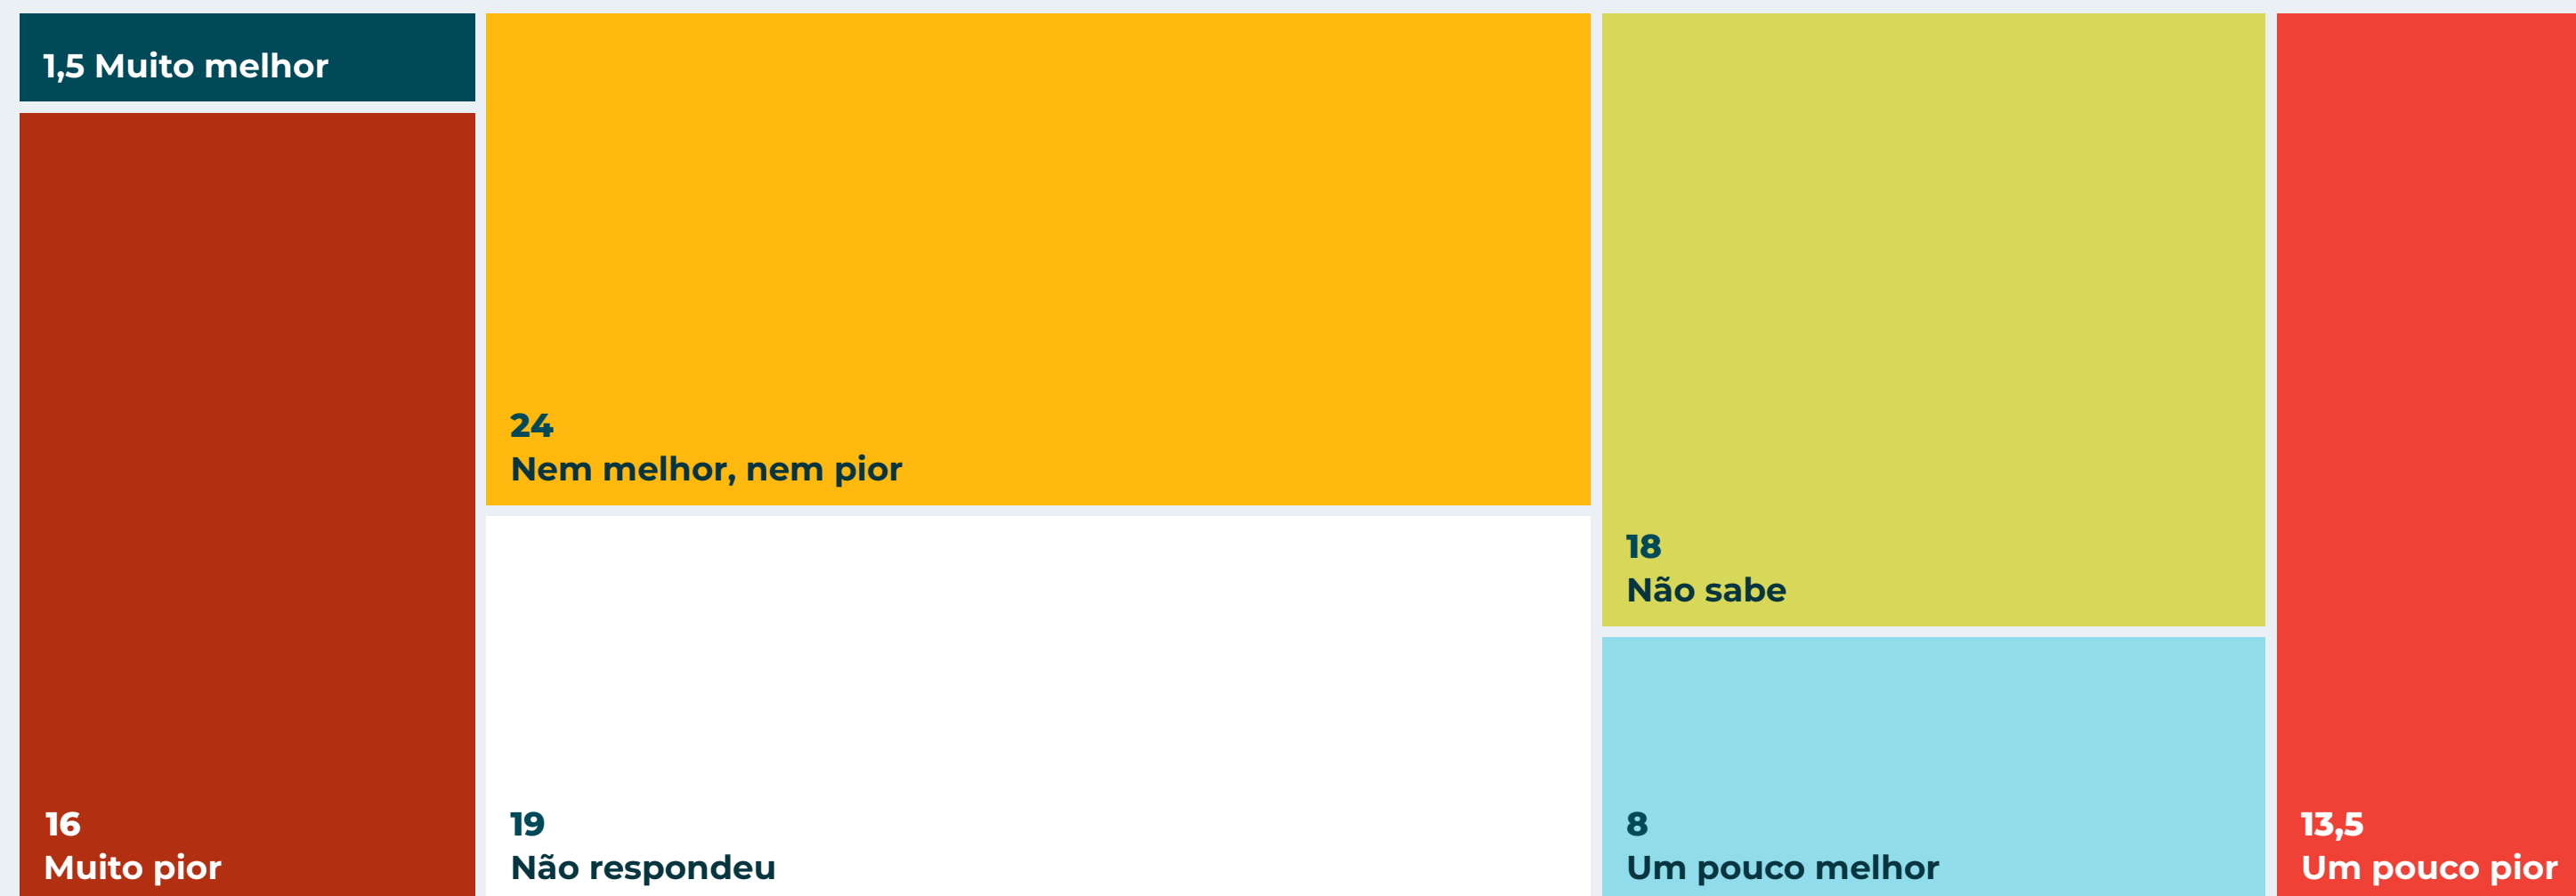 1,5 Muito melhor
16
Muito pior
24
Nem melhor, nem pior
19
Não respondeu
18
Não sabe
8
Um pouco melhor
13,5
Um pouco pior